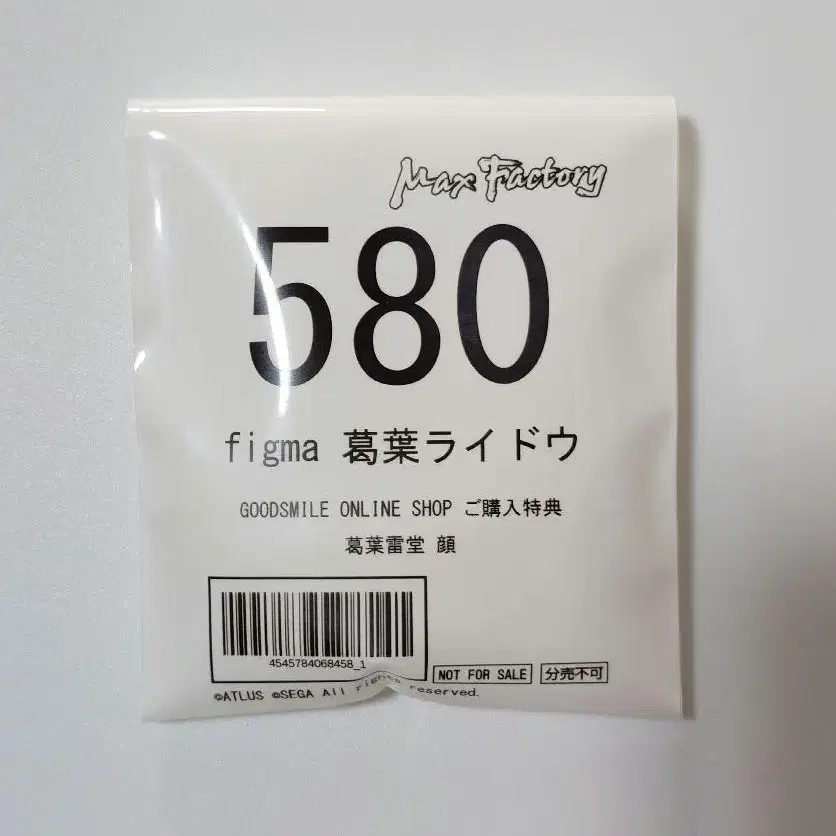 Max Factory
580
figma 葛葉ライドウ
GOODSMILE ONLINE SHOP ご購入特典
葛葉雷堂 顔
4545784068458_1
NOT FOR SALE 分売不可
©ATLUS ©SEGA All rights reserved.